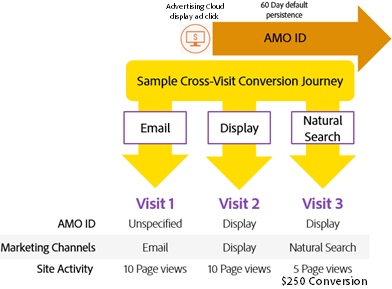 Advertising Cloud
display ad click
60 Day default
persistence
AMO ID
Sample Cross-Visit Conversion Journey
Email
Display
Natural
Search
Visit 1 Visit 2 Visit 3
AMO ID Unspecified Display Display
Marketing Channels Email Display Natural Search
Site Activity 10 Page views 10 Page views 5 Page views
$250 Conversion